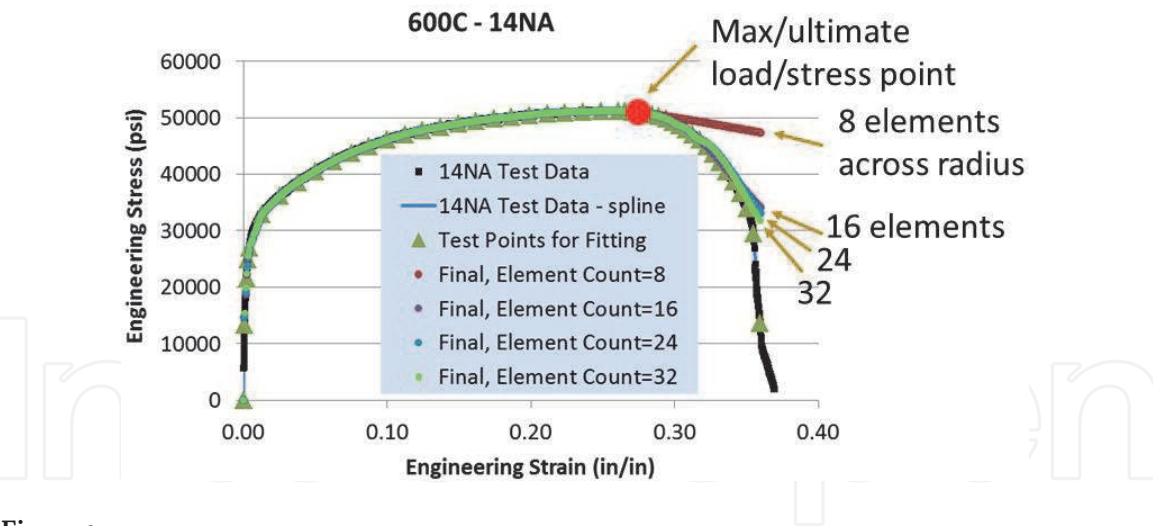 600C - 14NA
Max/ultimate
load/stress point
8 elements
across radius
16 elements
24
32
Engineering Stress (psi)
60000
50000
40000
30000
20000
10000
0
14NA Test Data
14NA Test Data - spline
Test Points for Fitting
Final, Element Count=8
Final, Element Count=16
Final, Element Count=24
Final, Element Count=32
0.00 0.10 0.20 0.30 0.40
Engineering Strain (in/in)